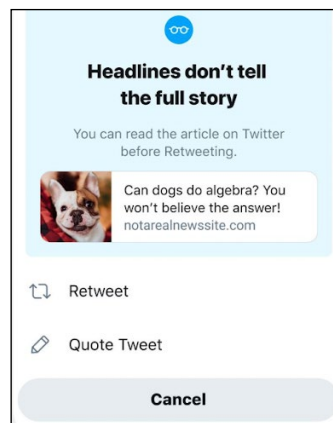 Headlines don't tell
the full story
You can read the article on Twitter
before Retweeting.
Can dogs do algebra? You
won't believe the answer!
notarealnewssite.com
Retweet
Quote Tweet
Cancel